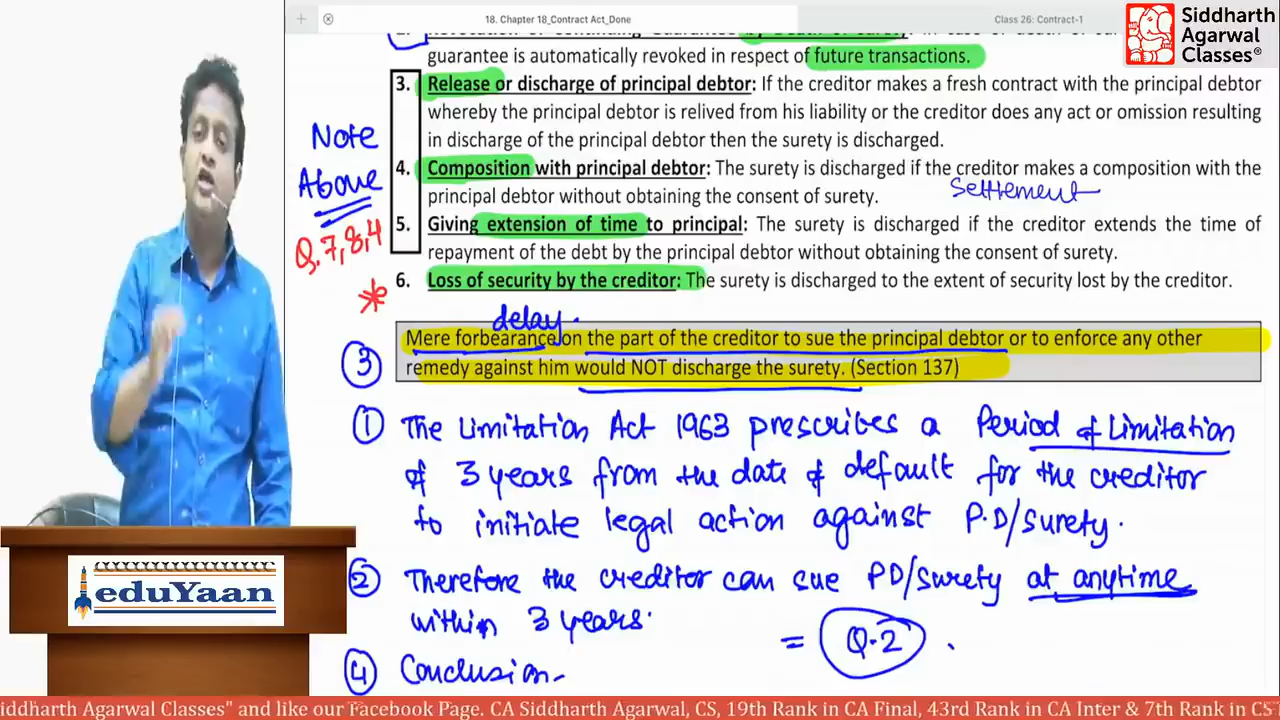 18. Chapter 18_Contract Act_Done
Class 26: Contract-1
Siddharth
Agarwal
Classes®
guarantee is automatically revoked in respect of future transactions.
3. Release or discharge of principal debtor: If the creditor makes a fresh contract with the principal debtor
whereby the principal debtor is relived from his liability or the creditor does any act or omission resulting
in discharge of the principal debtor then the surety is discharged.
4. Composition with principal debtor: The surety is discharged if the creditor makes a composition with the
principal debtor without obtaining the consent of surety.
Settlement
5. Giving extension of time to principal: The surety is discharged if the creditor extends the time of
repayment of the debt by the principal debtor without obtaining the consent of surety.
6. Loss of security by the creditor: The surety is discharged to the extent of security lost by the creditor.
Note
Above
Q.7,8,4
delay.
Mere forbearance on the part of the creditor to sue the principal debtor or to enforce any other
remedy against him would NOT discharge the surety. (Section 137)
③
① The Limitation Act 1963 prescribes a Period of Limitation
of 3 years from the date of default for the creditor
to initiate legal action against P.D/Surety.
② Therefore the creditor can sue PD/Surety at anytime
within 3 years.
= Q.2
④ Conclusion.
eduYaan
iddharth Agarwal Classes" and like our Facebook Page. CA Siddharth Agarwal, CS, 19th Rank in CA Final, 43rd Rank in CA Inter & 7th Rank in CS